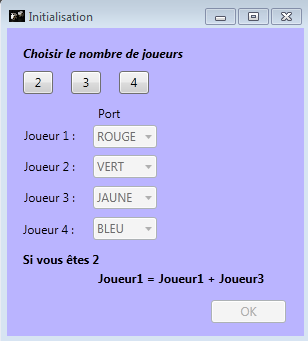 Initialisation
Choisir le nombre de joueurs
2 3 4
Port
Joueur 1 : ROUGE
Joueur 2 : VERT
Joueur 3 : JAUNE
Joueur 4 : BLEU
Si vous êtes 2
Joueur1 = Joueur1 + Joueur3
OK